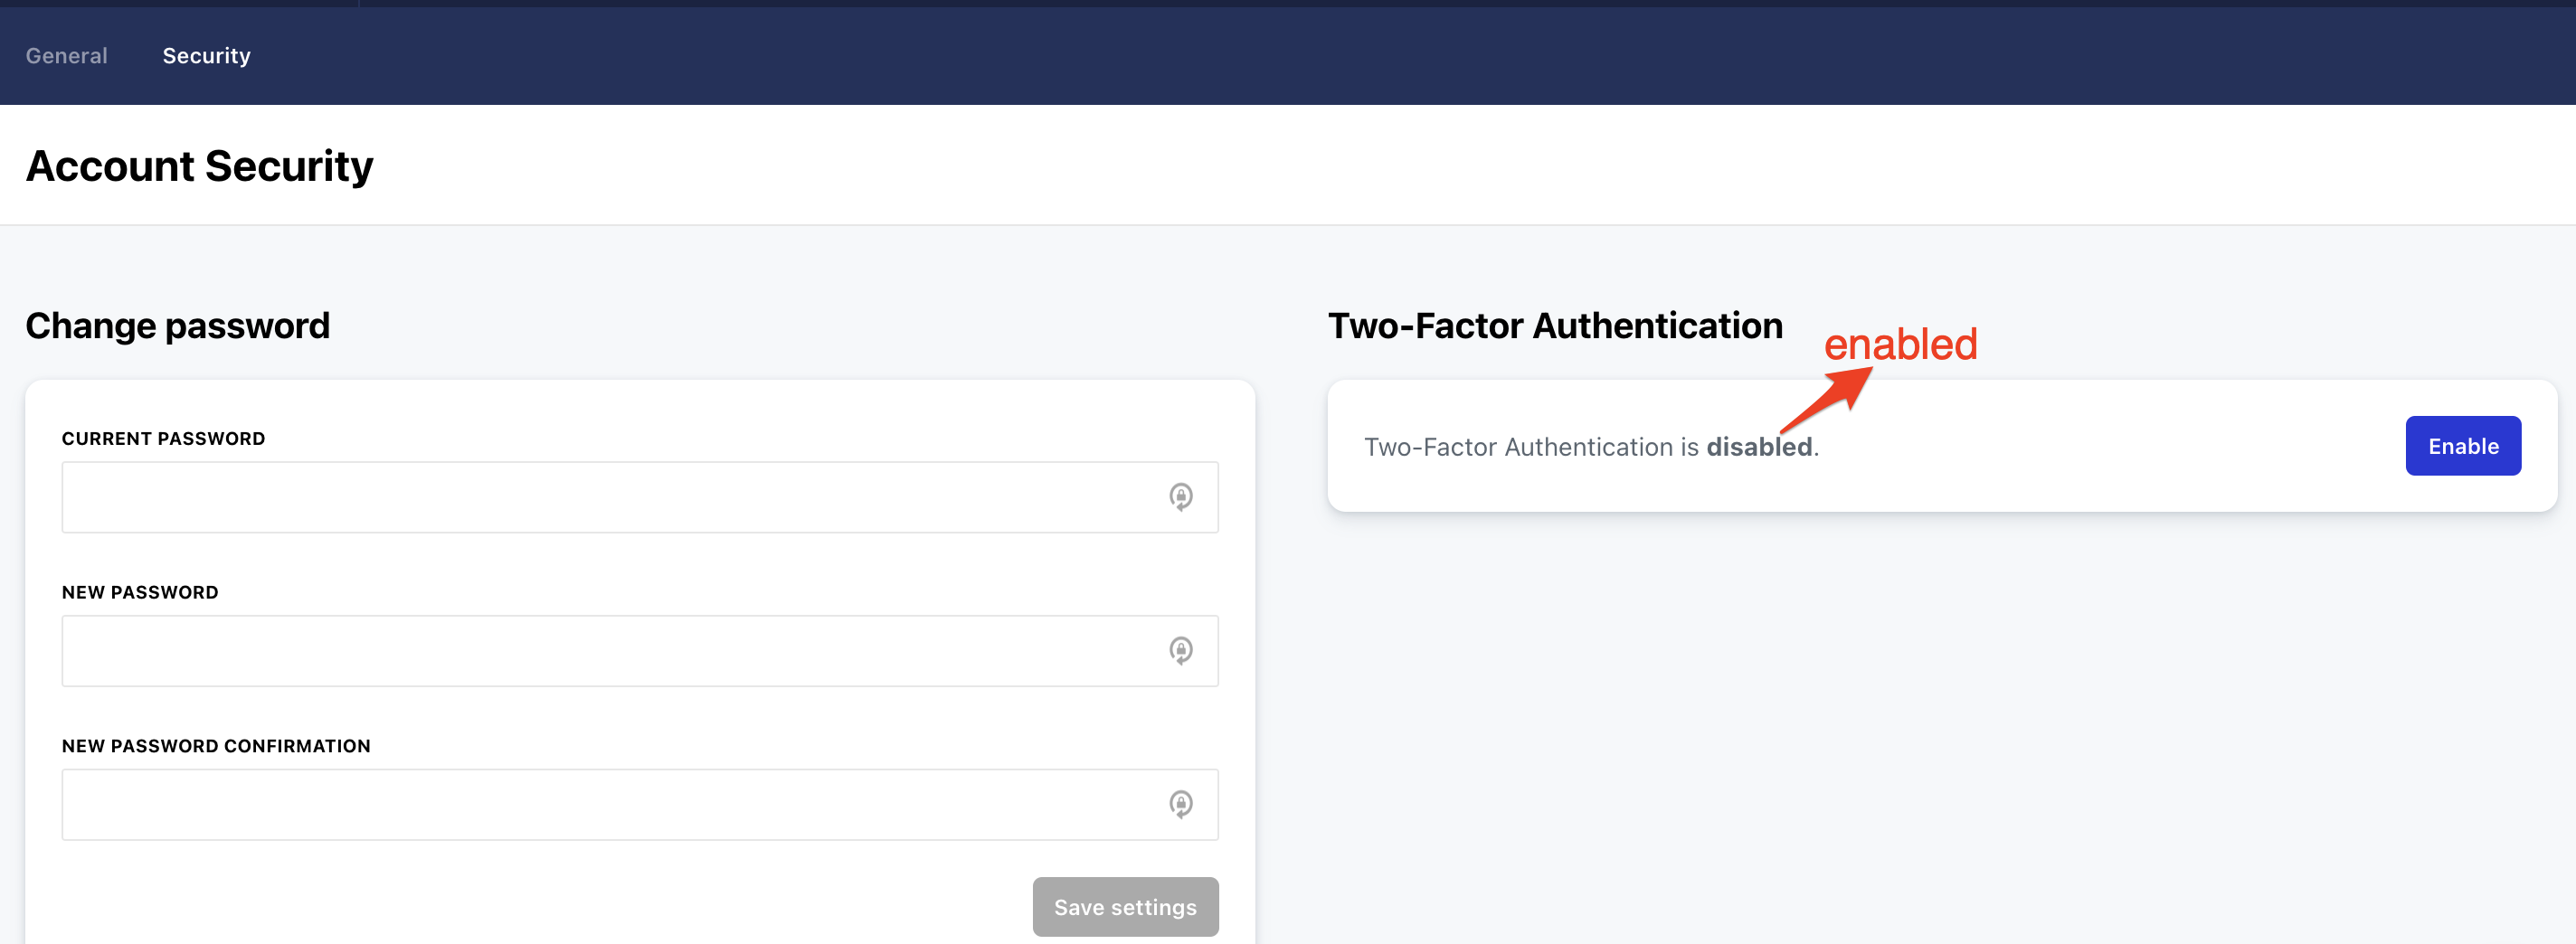 General
Security
Account Security
Change password
CURRENT PASSWORD
NEW PASSWORD
NEW PASSWORD CONFIRMATION
Save settings
Two-Factor Authentication
enabled
Two-Factor Authentication is disabled.
Enable